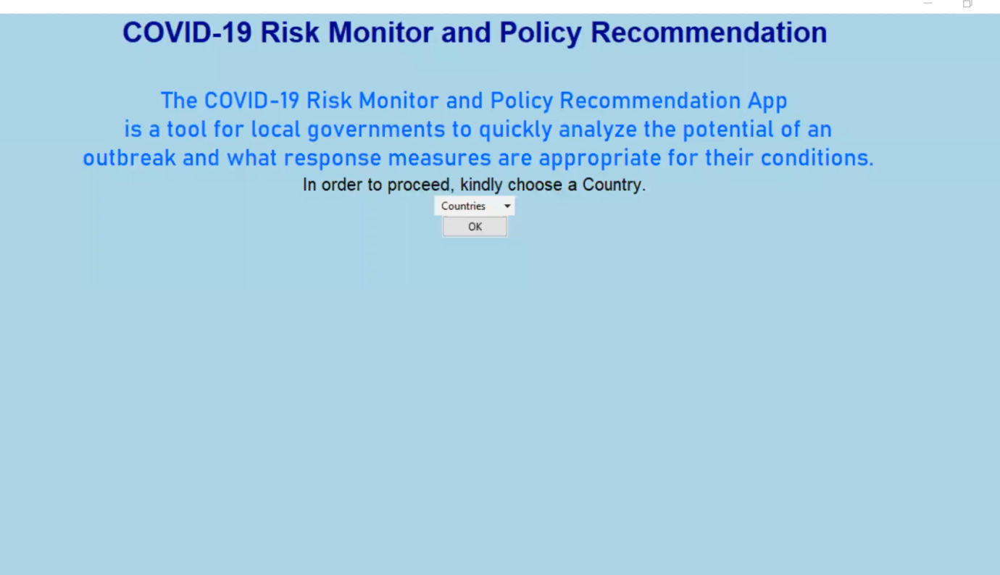 COVID-19 Risk Monitor and Policy Recommendation
The COVID-19 Risk Monitor and Policy Recommendation App
is a tool for local governments to quickly analyze the potential of an
outbreak and what response measures are appropriate for their conditions.
In order to proceed, kindly choose a Country.
Countries
OK